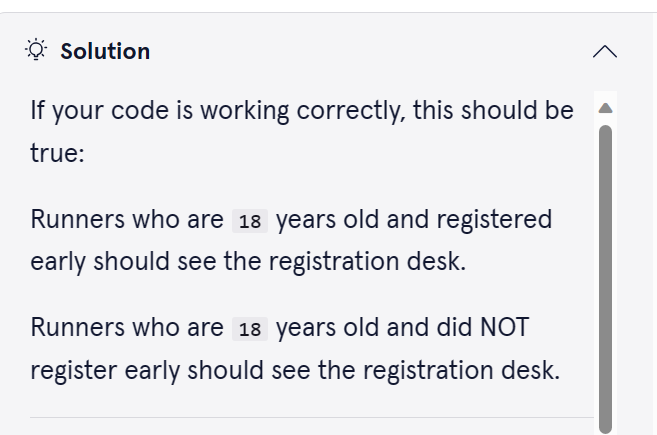 Solution
If your code is working correctly, this should be
true:
Runners who are 18 years old and registered
early should see the registration desk.
Runners who are 18 years old and did NOT
register early should see the registration desk.